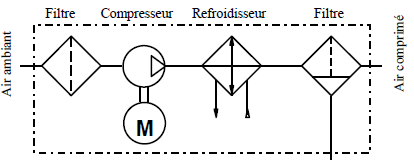 Filtre
Compresseur
Refroidisseur
Filtre
Air ambiant
Air comprimé
M